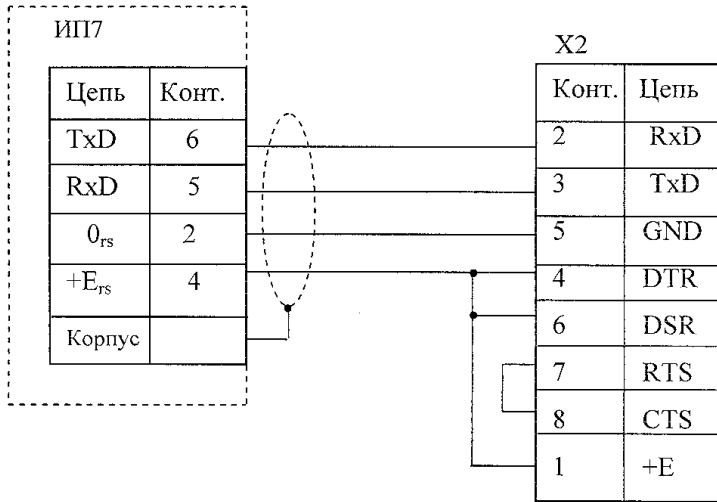 ИП7
Цепь Конт.
TxD 6
RxD 5
0rs 2
+Ers 4
Корпус
X2
Конт. Цепь
2 RxD
3 TxD
5 GND
4 DTR
6 DSR
7 RTS
8 CTS
1 +E